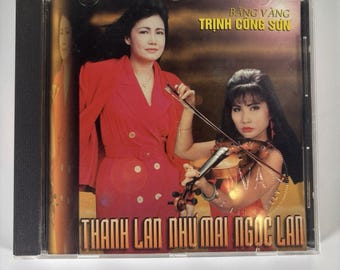 BĂNG VÀNG
TRỊNH CÔNG SƠN
THANH LAN NHƯ MAI NGỌC LAN